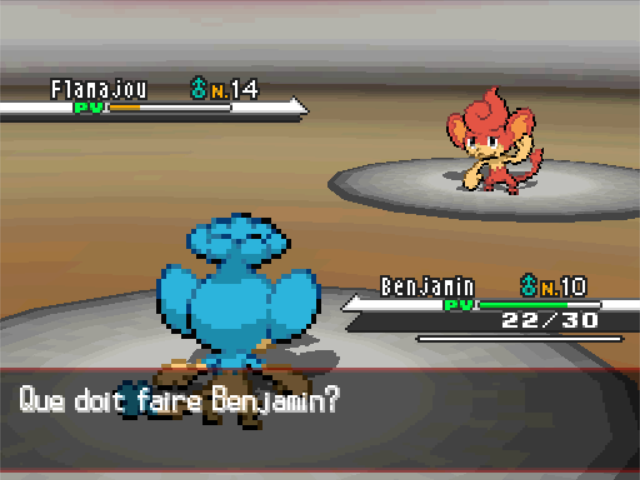 Flamajou ♂ N.14
PV
Benjamin ♂ N.10
PV
22/30
Que doit faire Benjamin?